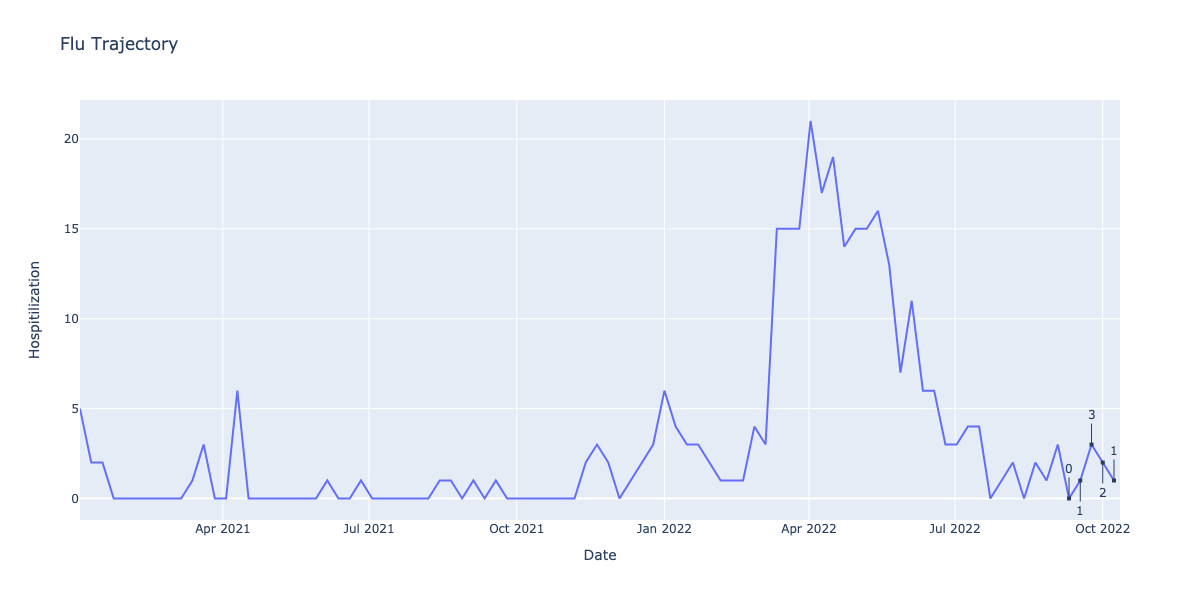 Flu Trajectory
Hospitilization
20
15
10
5
0
3
1
0
2
1
Apr 2021
Jul 2021
Oct 2021
Jan 2022
Apr 2022
Jul 2022
Oct 2022
Date